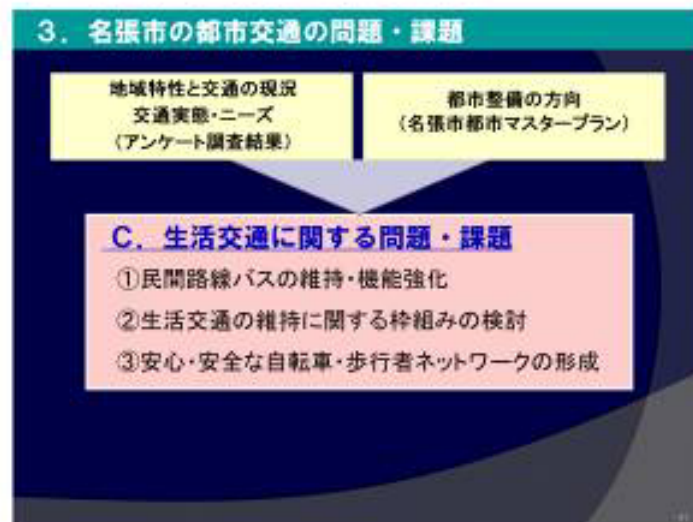 3．名張市の都市交通の問題・課題
地域特性と交通の現況
交通実態・ニーズ
（アンケート調査結果）
都市整備の方向
（名張市都市マスタープラン）
C．生活交通に関する問題・課題
①民間路線バスの維持・機能強化
②生活交通の維持に関する枠組みの検討
③安心・安全な自転車・歩行者ネットワークの形成